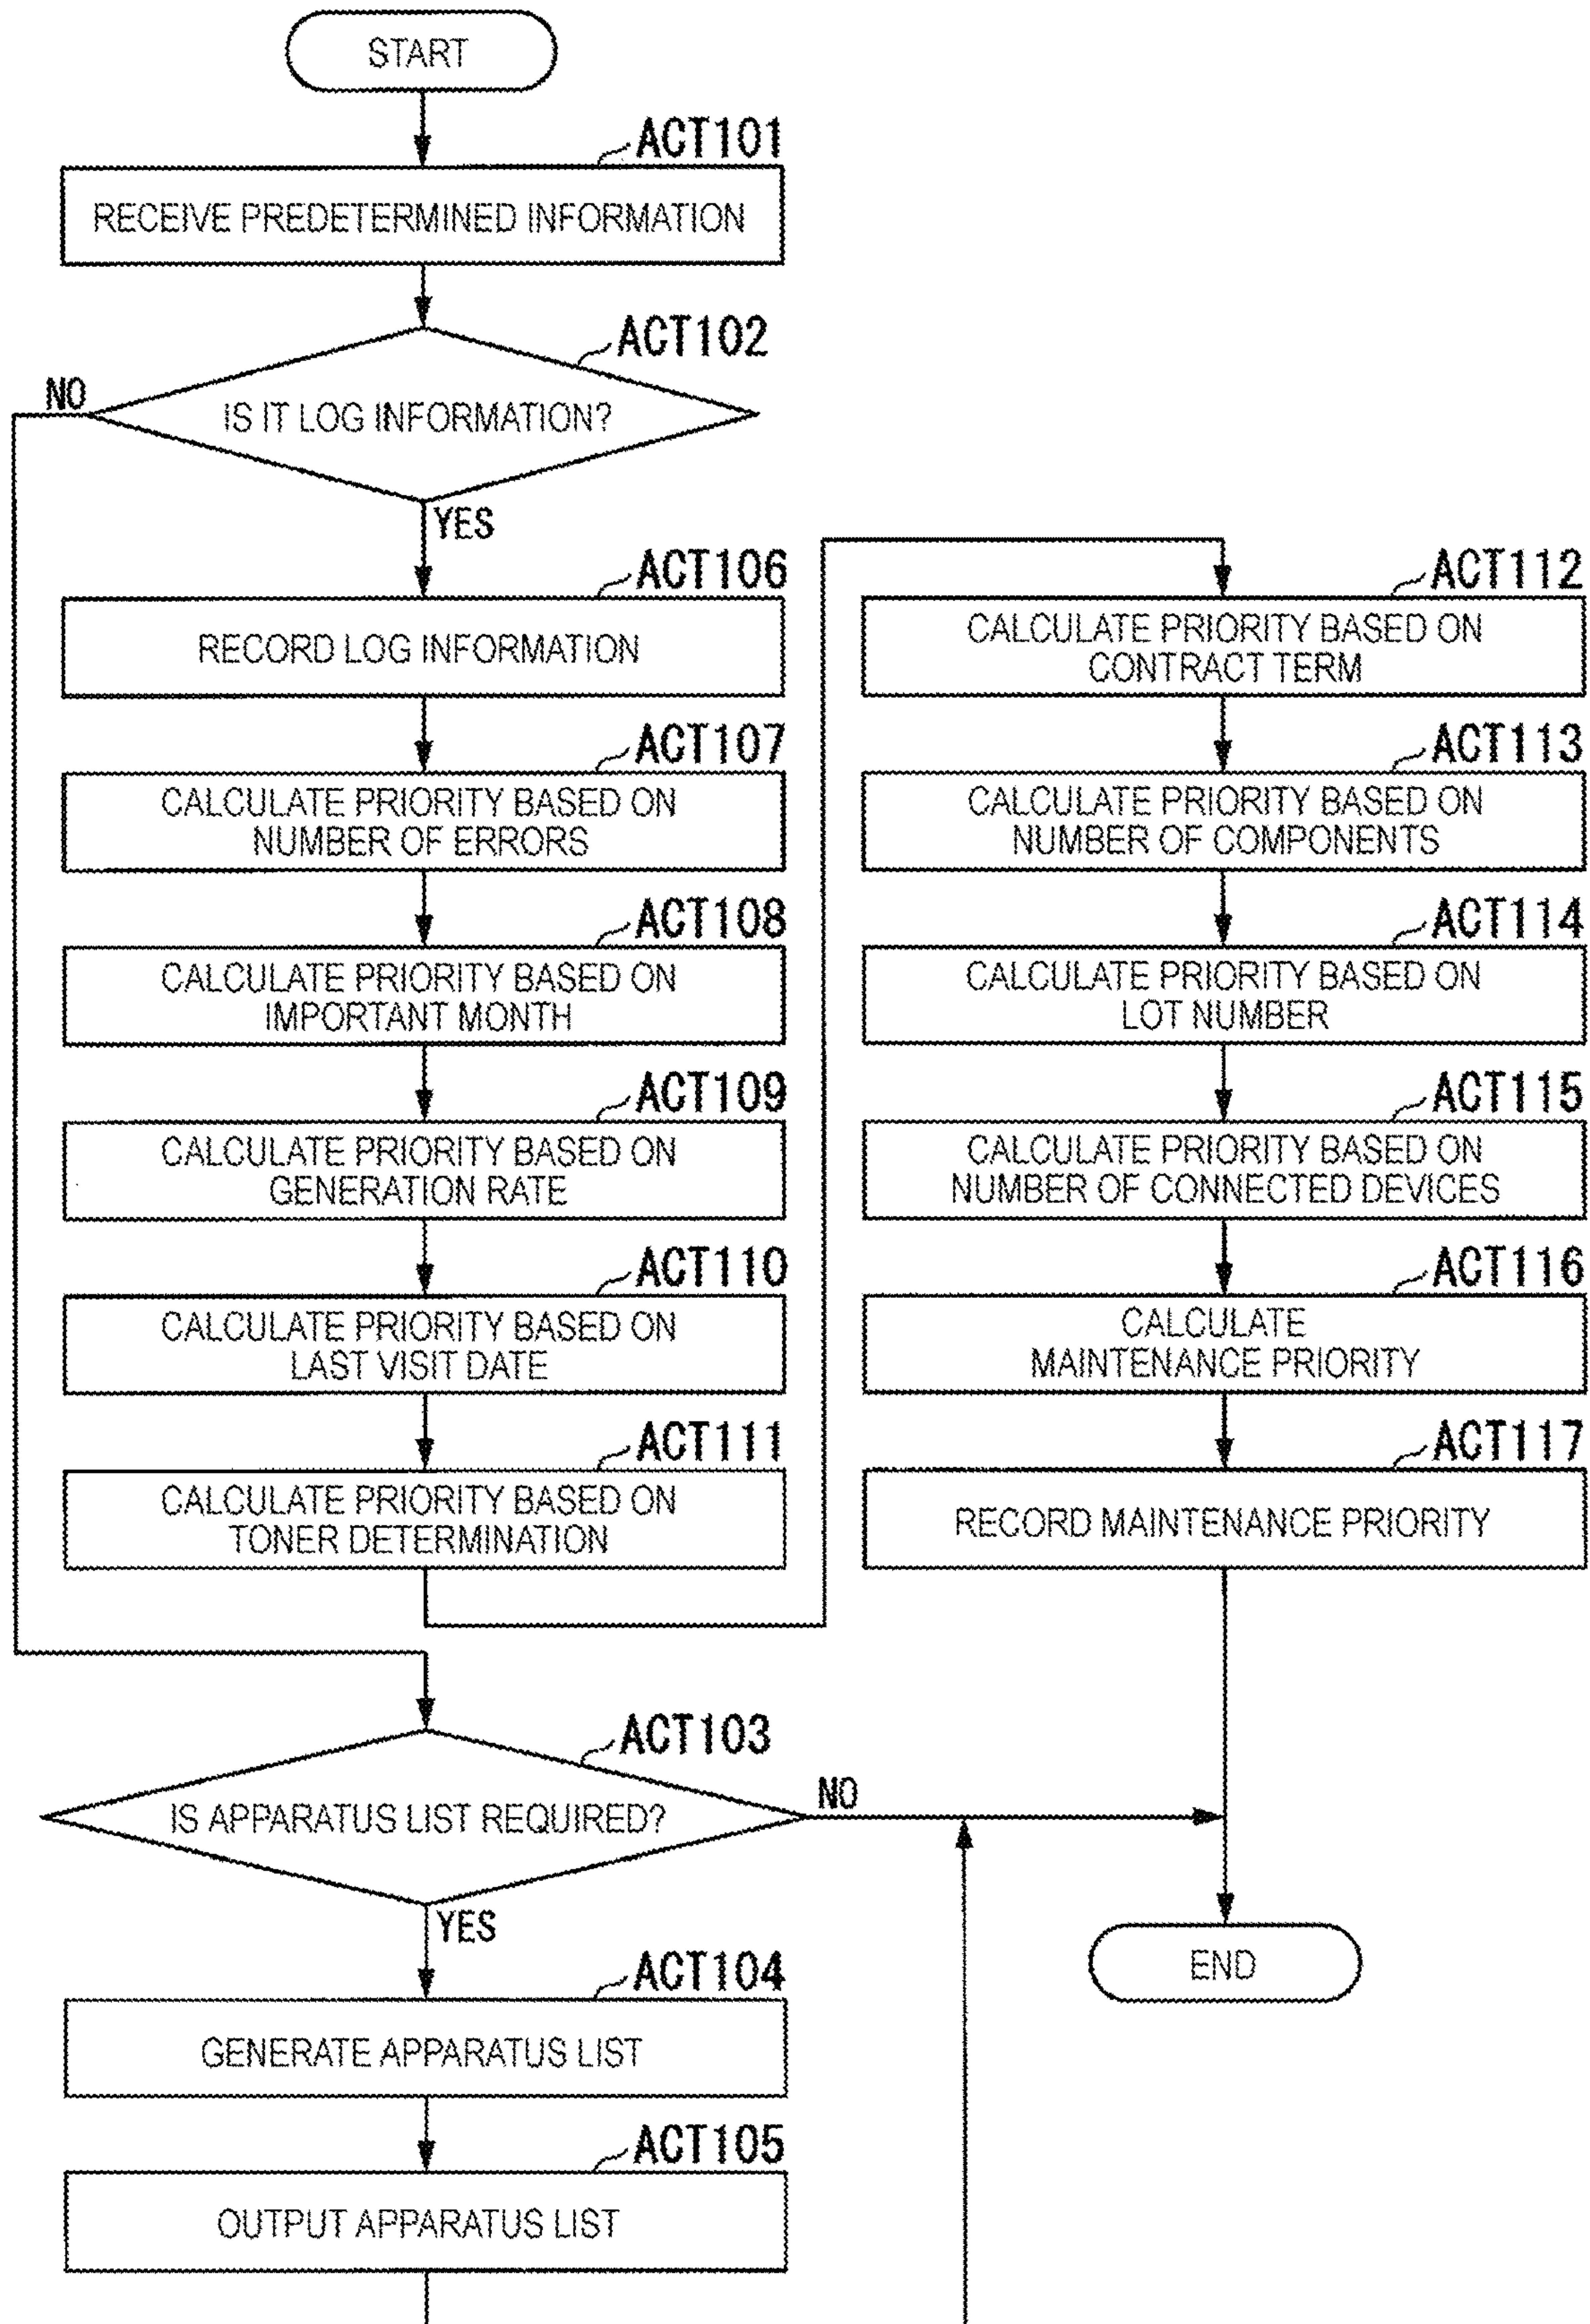 START
ACT101
RECEIVE PREDETERMINED INFORMATION
ACT102
NO
IS IT LOG INFORMATION?
YES
ACT106
RECORD LOG INFORMATION
ACT107
CALCULATE PRIORITY BASED ON
NUMBER OF ERRORS
ACT108
CALCULATE PRIORITY BASED ON
IMPORTANT MONTH
ACT109
CALCULATE PRIORITY BASED ON
GENERATION RATE
ACT110
CALCULATE PRIORITY BASED ON
LAST VISIT DATE
ACT111
CALCULATE PRIORITY BASED ON
TONER DETERMINATION
ACT112
CALCULATE PRIORITY BASED ON
CONTRACT TERM
ACT113
CALCULATE PRIORITY BASED ON
NUMBER OF COMPONENTS
ACT114
CALCULATE PRIORITY BASED ON
LOT NUMBER
ACT115
CALCULATE PRIORITY BASED ON
NUMBER OF CONNECTED DEVICES
ACT116
CALCULATE
MAINTENANCE PRIORITY
ACT117
RECORD MAINTENANCE PRIORITY
ACT103
IS APPARATUS LIST REQUIRED?
NO
YES
ACT104
GENERATE APPARATUS LIST
ACT105
OUTPUT APPARATUS LIST
END